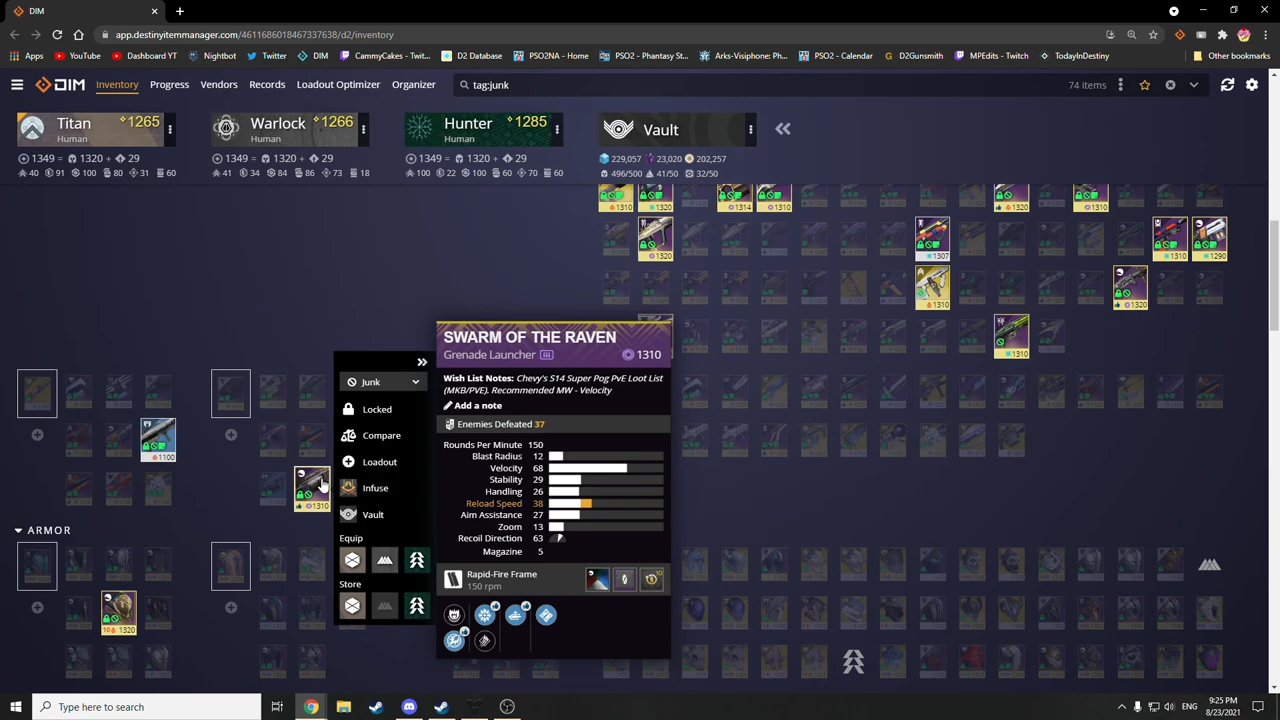 DIM
app.destinyitemmanager.com/4611686018467337638/d2/inventory
Apps YouTube Dashboard YT Nightbot Twitter DIM CammyCakes - Twit... D2 Database PSO2NA - Home PSO2 - Phantasy St... Arks-Visiphone: Ph... PSO2 - Calendar D2Gunsmith MPEdits - Twitch TodayInDestiny Other bookmarks
DIM Inventory Progress Vendors Records Loadout Optimizer Organizer tag:junk 74 items
Titan 1265 Warlock 1266 Hunter 1285 Vault
Human Human Human
1349 = 1320 + 29 1349 = 1320 + 29 1349 = 1320 + 29 229,057 23,020 202,257
40 91 100 80 31 60 41 34 84 86 73 18 100 22 100 60 70 60 496/500 41/50 32/50
1310 1320 1314 1310 1320 1310
1320 1307 1310 1290
1310 1320
1310
SWARM OF THE RAVEN
Grenade Launcher 1310
Wish List Notes: Chevy's S14 Super Pog PvE Loot List
(MKB/PVE). Recommended MW - Velocity
Add a note
Enemies Defeated 37
Rounds Per Minute 150
Blast Radius 12
Velocity 68
Stability 29
Handling 26
Reload Speed 38
Aim Assistance 27
Zoom 13
Recoil Direction 63
Magazine 5
Rapid-Fire Frame
150 rpm
10
Junk
Locked
Compare
Loadout
Infuse
Vault
Equip
Store
1100
1310
ARMOR
10 1320
Type here to search
ENG
9:25 PM
8/23/2021